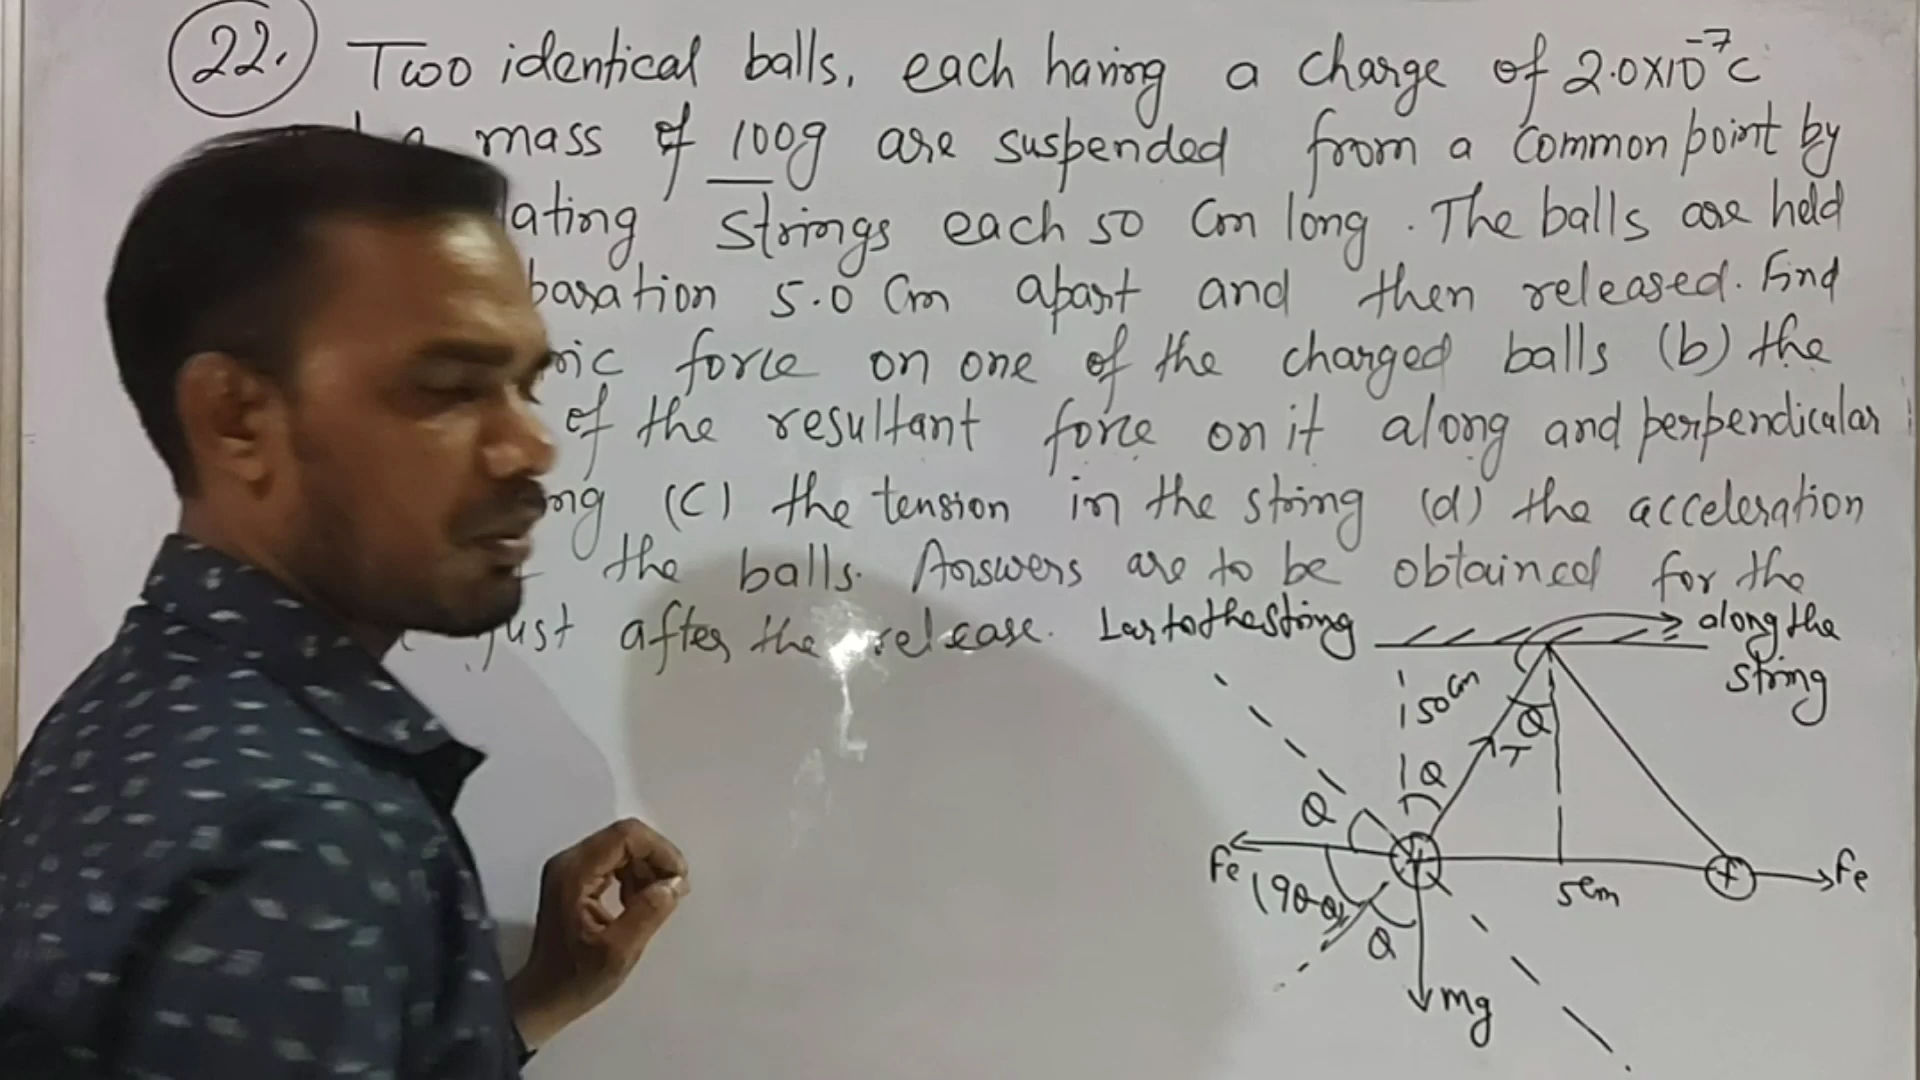 22. Two identical balls, each having a charge of 2.0×10⁻⁷c
a mass of 100g are suspended from a common point by
lating strings each 50 cm long. The balls are held
paration 5.0 cm apart and then released. Find
ric force on one of the charged balls (b) the
of the resultant force on it along and perpendicular
ng (c) the tension in the string (d) the acceleration
the balls. Answers are to be obtained for the
just after the release.
Lar to the string
along the
string
50cm
θ
θ
T
θ
Fe
(90-θ)
θ
5cm
Fe
mg